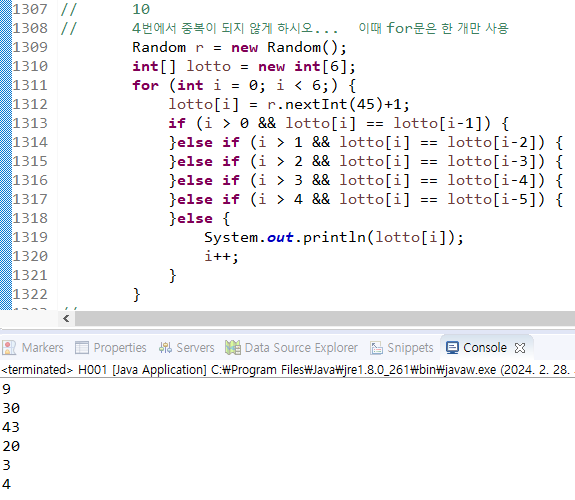 1307 //      10
1308 //      4번에서 중복이 되지 않게 하시오...  이때 for문은 한 개만 사용
1309        Random r = new Random();
1310        int[] lotto = new int[6];
1311        for (int i = 0; i < 6;) {
1312            lotto[i] = r.nextInt(45)+1;
1313            if (i > 0 && lotto[i] == lotto[i-1]) {
1314            }else if (i > 1 && lotto[i] == lotto[i-2]) {
1315            }else if (i > 2 && lotto[i] == lotto[i-3]) {
1316            }else if (i > 3 && lotto[i] == lotto[i-4]) {
1317            }else if (i > 4 && lotto[i] == lotto[i-5]) {
1318            }else {
1319                System.out.println(lotto[i]);
1320                i++;
1321            }
1322        }
Markers Properties Servers Data Source Explorer Snippets Console
<terminated> H001 [Java Application] C:₩Program Files₩Java₩jre1.8.0_261₩bin₩javaw.exe (2024. 2. 28.
9
30
43
20
3
4